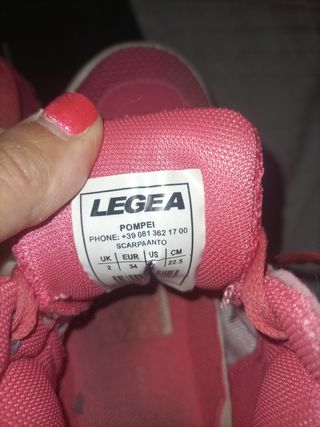 LEGEA
POMPEI
PHONE: +39 081 362 17 00
SCARPAANTO
UK EUR US CM
2 34 22.5